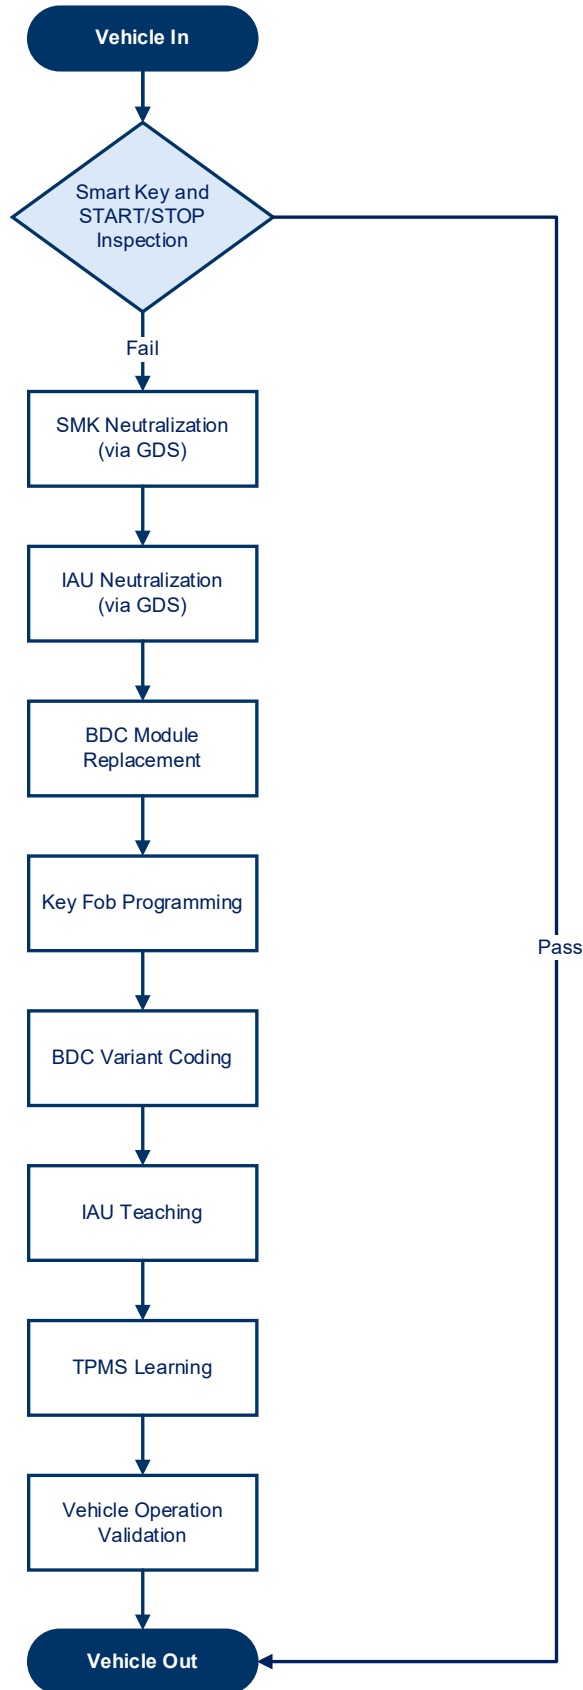 Vehicle In
Smart Key and
START/STOP
Inspection
Fail
SMK Neutralization
(via GDS)
IAU Neutralization
(via GDS)
BDC Module
Replacement
Key Fob Programming
Pass
BDC Variant Coding
IAU Teaching
TPMS Learning
Vehicle Operation
Validation
Vehicle Out